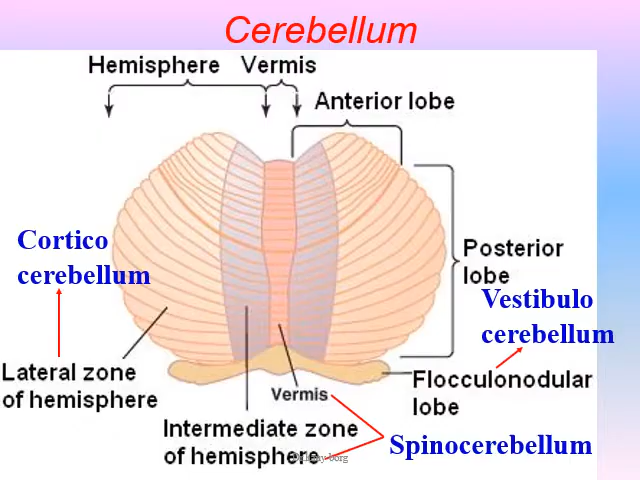 Cerebellum
Hemisphere Vermis
Anterior lobe
Cortico
cerebellum
Posterior
lobe
Vestibulo
cerebellum
Lateral zone
of hemisphere
Vermis
Flocculonodular
lobe
Intermediate zone
of hemisphere
Spinocerebellum